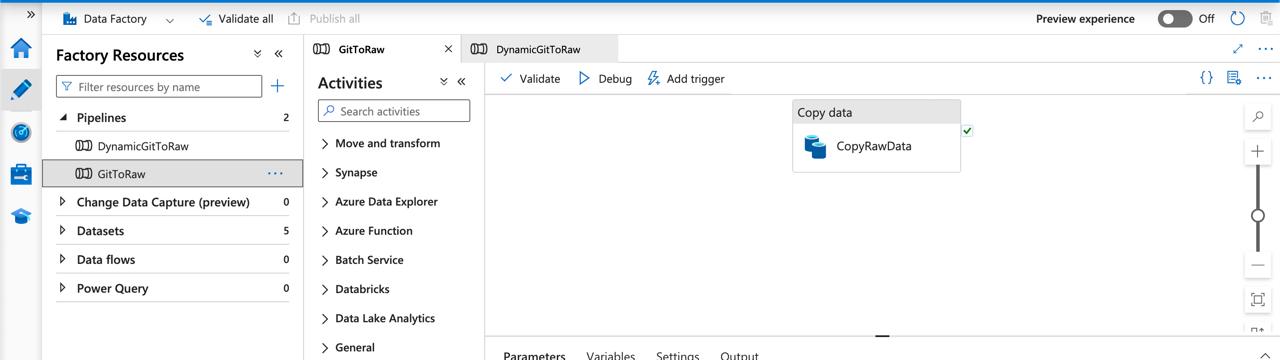 Data Factory
Validate all
Publish all
Preview experience
Off
Factory Resources
Filter resources by name
Pipelines 2
DynamicGitToRaw
GitToRaw
Change Data Capture (preview) 0
Datasets 5
Data flows 0
Power Query 0
GitToRaw
DynamicGitToRaw
Activities
Search activities
Move and transform
Synapse
Azure Data Explorer
Azure Function
Batch Service
Databricks
Data Lake Analytics
General
Validate
Debug
Add trigger
Copy data
CopyRawData
Parameters
Variables
Settings
Output